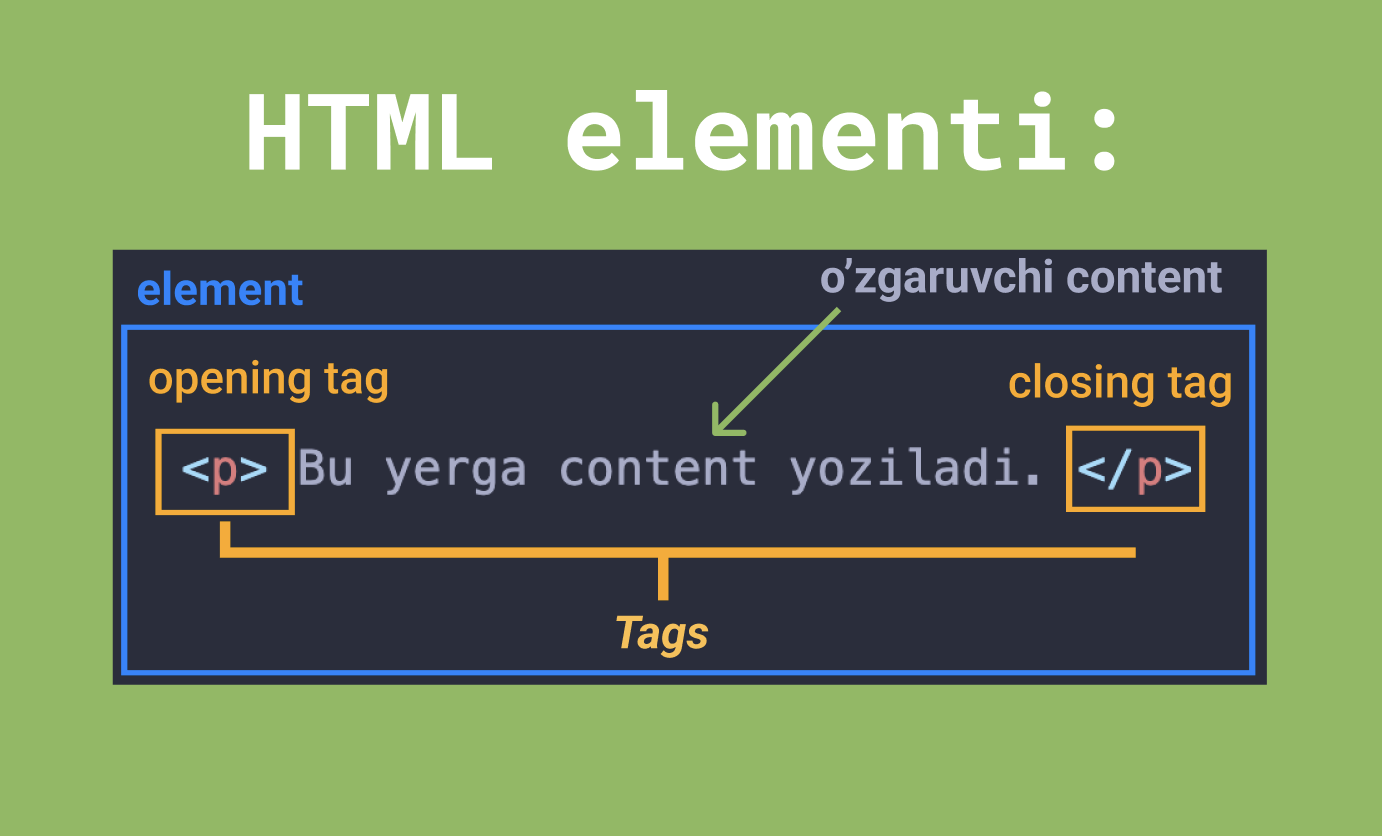 HTML elementi:
element
o’zgaruvchi content
opening tag
closing tag
<p> Bu yerga content yoziladi. </p>
Tags